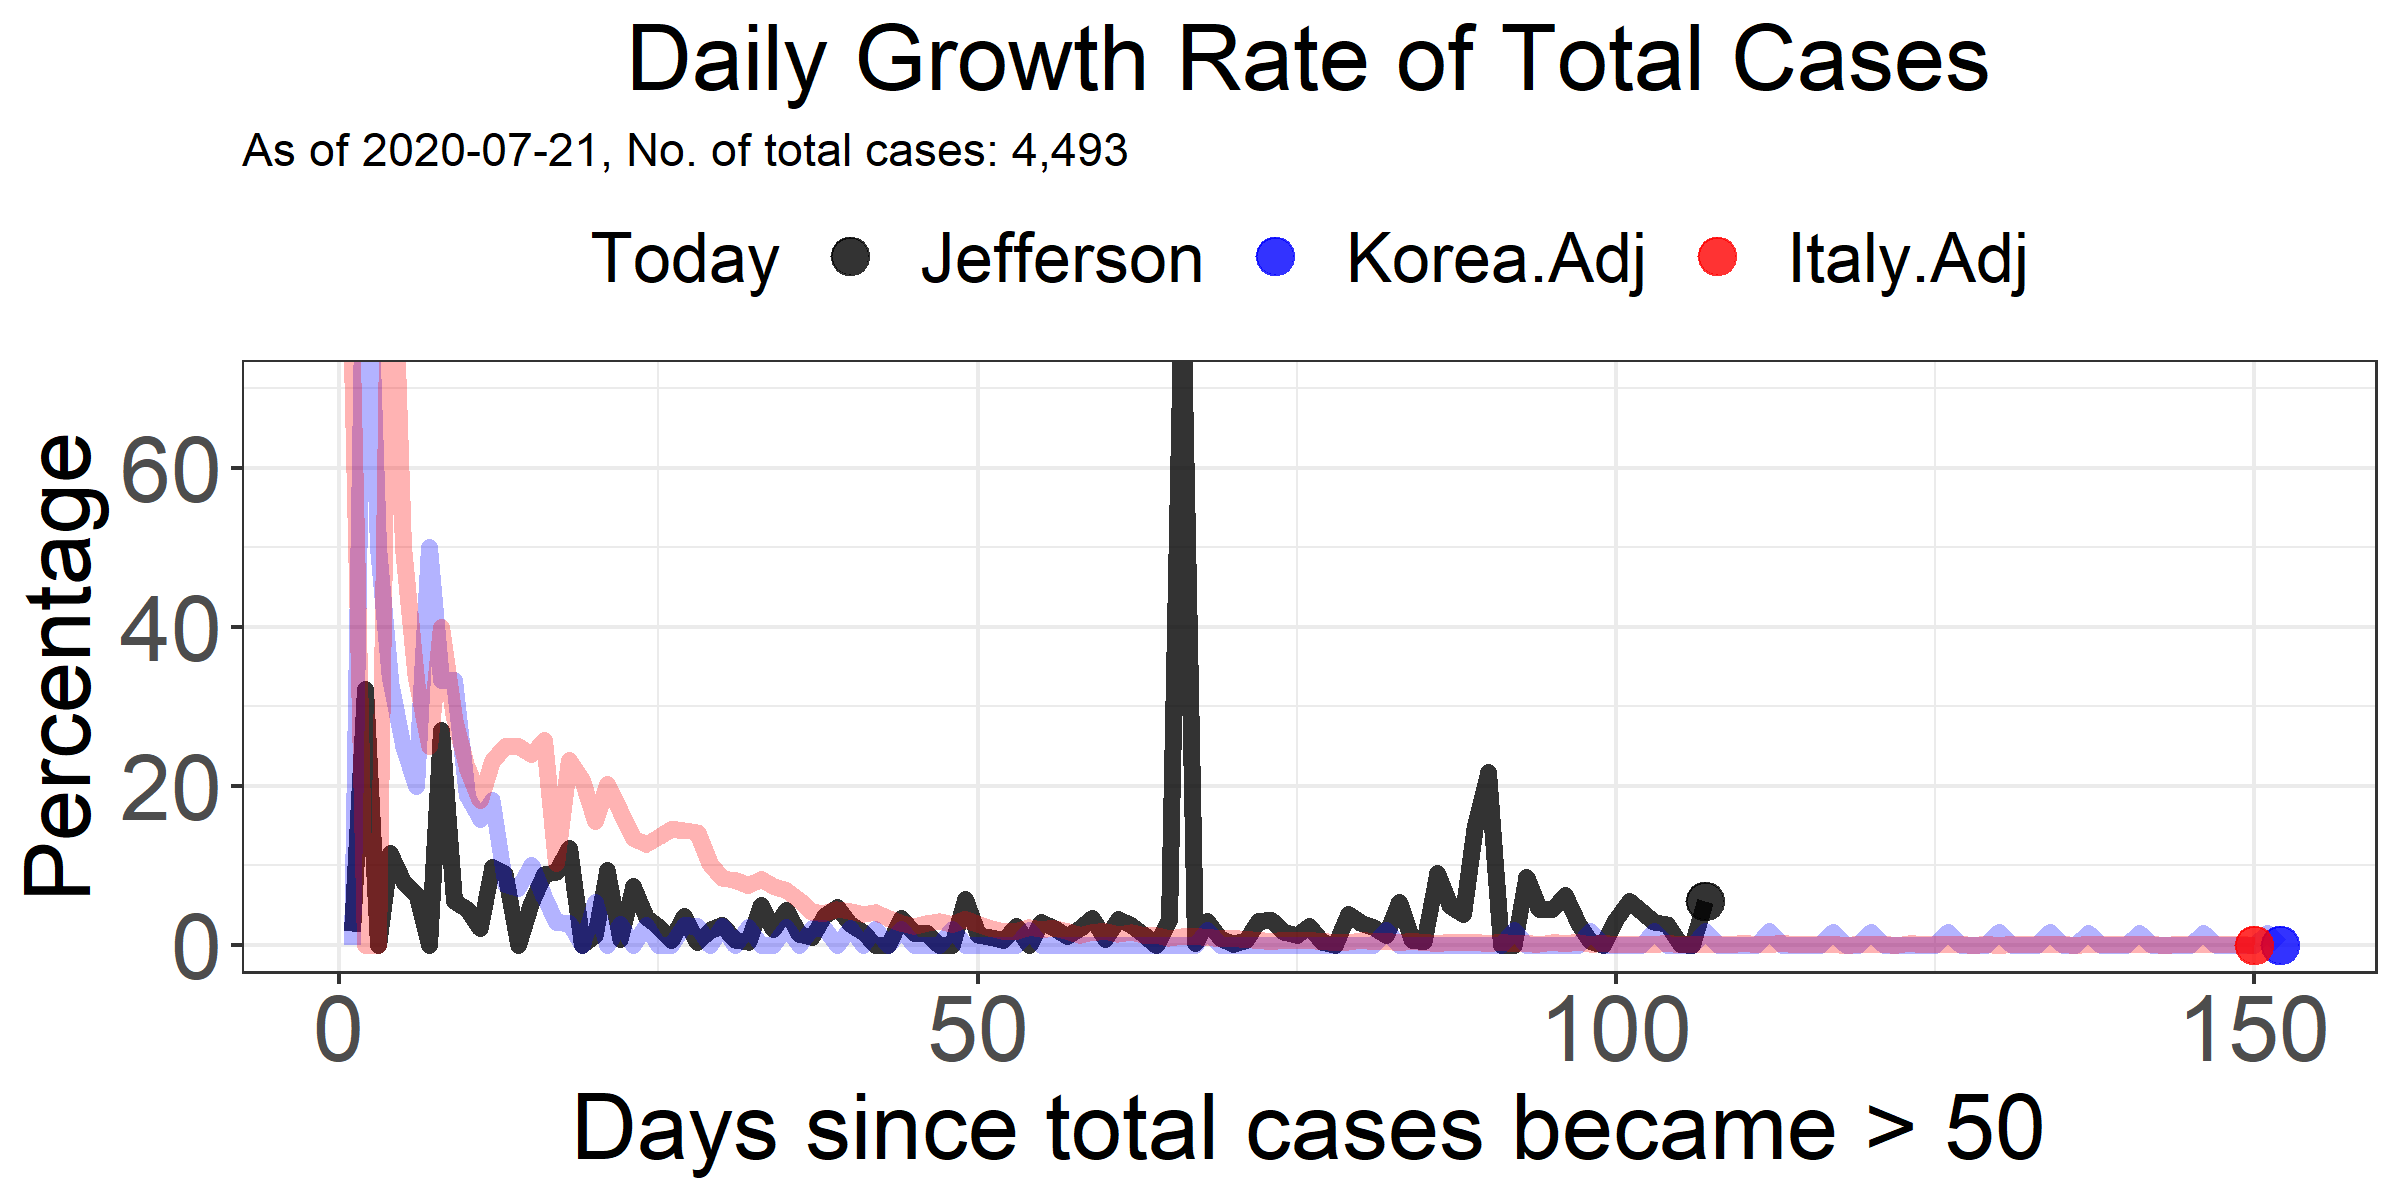 Daily Growth Rate of Total Cases
As of 2020-07-21, No. of total cases: 4,493
Today Jefferson Korea.Adj Italy.Adj
Percentage
60
40
20
0
0 50 100 150
Days since total cases became > 50